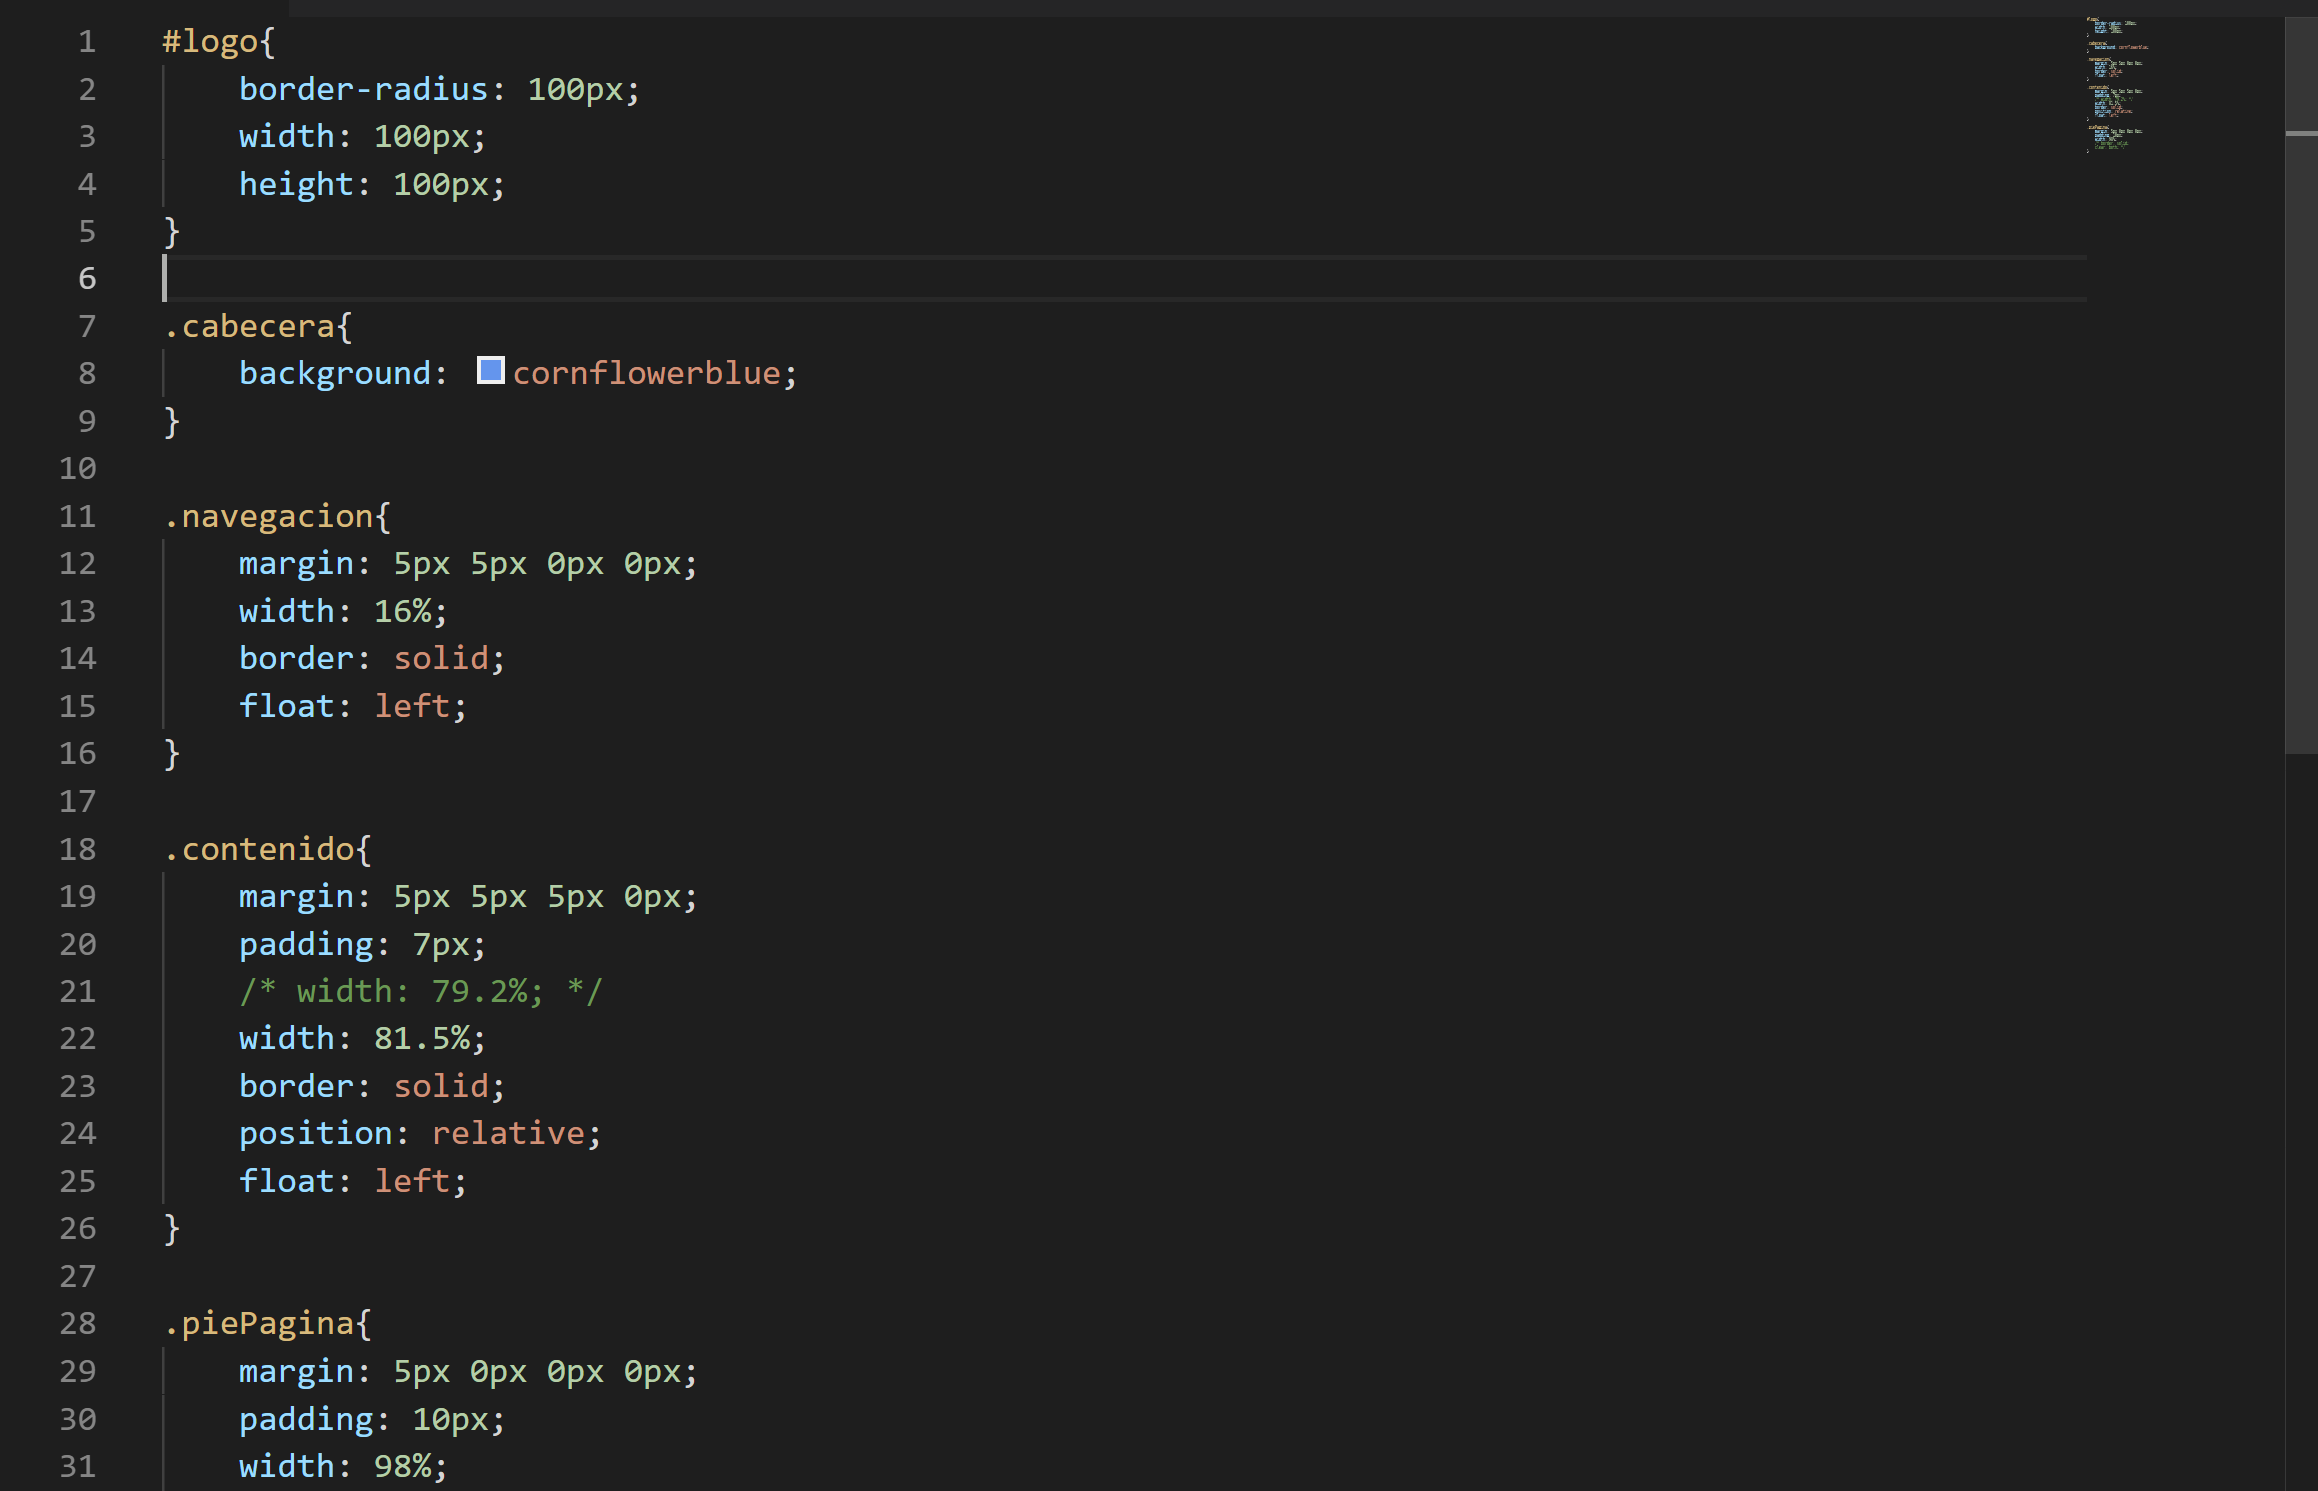 1 #logo{
2     border-radius: 100px;
3     width: 100px;
4     height: 100px;
5 }
6
7 .cabecera{
8     background: cornflowerblue;
9 }
10
11 .navegacion{
12     margin: 5px 5px 0px 0px;
13     width: 16%;
14     border: solid;
15     float: left;
16 }
17
18 .contenido{
19     margin: 5px 5px 5px 0px;
20     padding: 7px;
21     /* width: 79.2%; */
22     width: 81.5%;
23     border: solid;
24     position: relative;
25     float: left;
26 }
27
28 .piePagina{
29     margin: 5px 0px 0px 0px;
30     padding: 10px;
31     width: 98%;